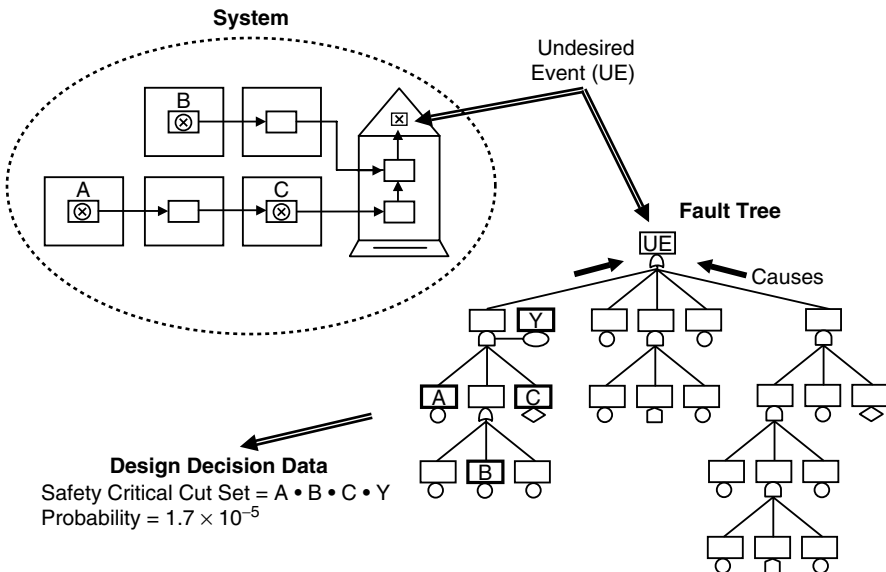 System
Undesired
Event (UE)
B
A
C
Fault Tree
UE
Causes
Y
A
C
B
Design Decision Data
Safety Critical Cut Set = A • B • C • Y
Probability = 1.7 × 10⁻⁵